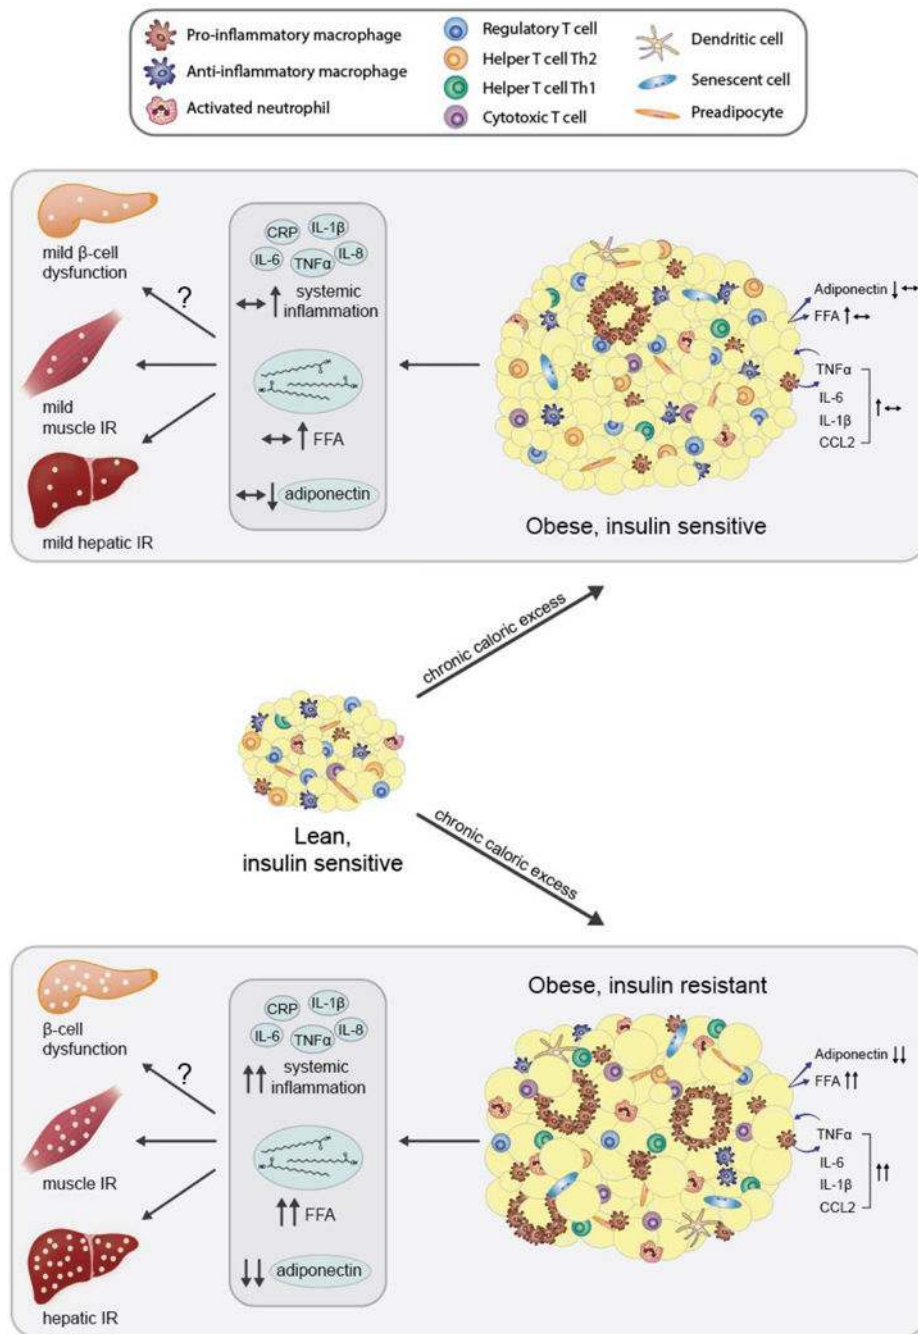 Pro-inflammatory macrophage
Anti-inflammatory macrophage
Activated neutrophil
Regulatory T cell
Helper T cell Th2
Helper T cell Th1
Cytotoxic T cell
Dendritic cell
Senescent cell
Preadipocyte
mild β-cell
dysfunction
?
mild
muscle IR
mild hepatic IR
CRP
IL-1β
IL-6
TNFα
IL-8
↔ ↑ systemic
inflammation
↔ ↑ FFA
↔ ↓ adiponectin
Obese, insulin sensitive
Adiponectin ↓ ↔
FFA ↑ ↔
TNFα
IL-6
IL-1β
CCL2
↑ ↔
chronic caloric excess
Lean,
insulin sensitive
chronic caloric excess
β-cell
dysfunction
?
muscle IR
hepatic IR
CRP
IL-1β
IL-6
TNFα
IL-8
↑↑ systemic
inflammation
↑↑ FFA
↓↓ adiponectin
Obese, insulin resistant
Adiponectin ↓↓
FFA ↑↑
TNFα
IL-6
IL-1β
CCL2
↑↑